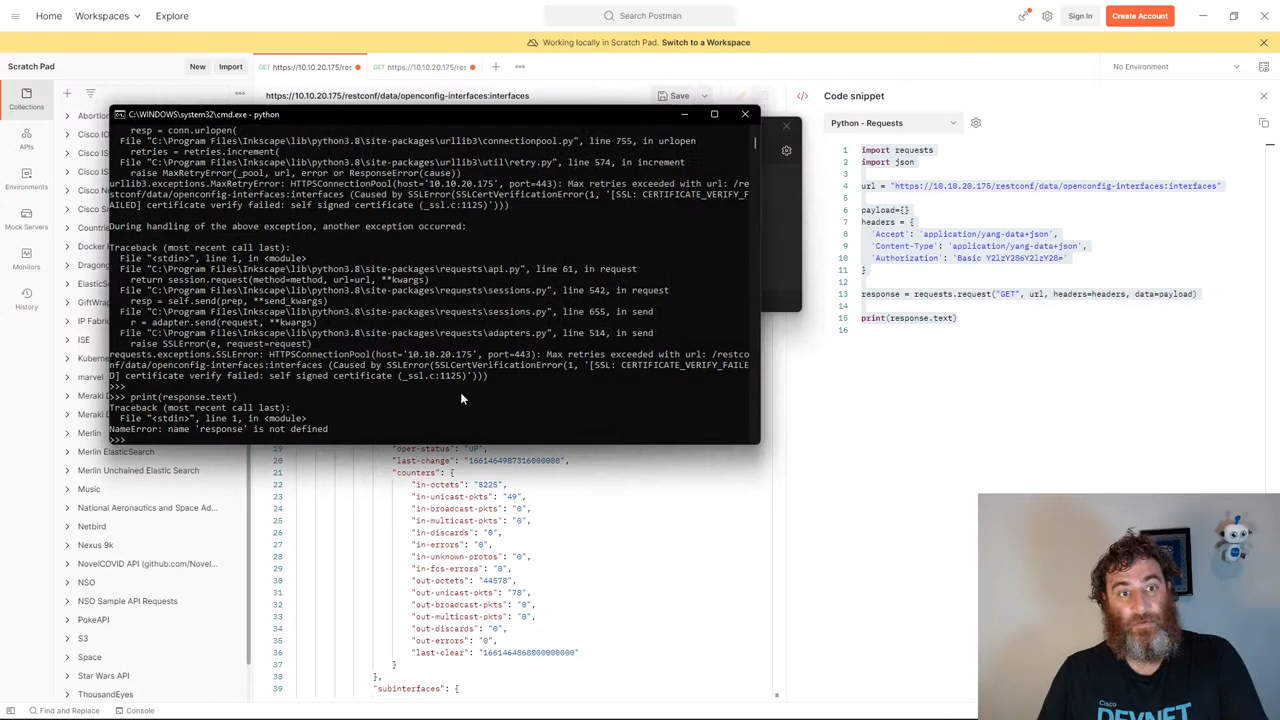 Home
Workspaces
Explore
Search Postman
Sign In
Create Account
Working locally in Scratch Pad. Switch to a Workspace
Scratch Pad
New
Import
GET https://10.10.20.175/res
GET https://10.10.20.175/res
No Environment
Collections
APIs
Environments
Mock Servers
Monitors
History
https://10.10.20.175/restconf/data/openconfig-interfaces:interfaces
Save
C:\WINDOWS\system32\cmd.exe - python
resp = conn.urlopen(
File "C:\Program Files\Inkscape\lib\python3.8\site-packages\urllib3\connectionpool.py", line 755, in urlopen
retries = retries.increment(
File "C:\Program Files\Inkscape\lib\python3.8\site-packages\urllib3\util\retry.py", line 574, in increment
raise MaxRetryError(_pool, url, error or ResponseError(cause))
urllib3.exceptions.MaxRetryError: HTTPSConnectionPool(host='10.10.20.175', port=443): Max retries exceeded with url: /re
stconf/data/openconfig-interfaces:interfaces (Caused by SSLError(SSLCertVerificationError(1, '[SSL: CERTIFICATE_VERIFY_F
AILED] certificate verify failed: self signed certificate (_ssl.c:1125)')))
During handling of the above exception, another exception occurred:
Traceback (most recent call last):
File "<stdin>", line 1, in <module>
File "C:\Program Files\Inkscape\lib\python3.8\site-packages\requests\api.py", line 61, in request
return session.request(method=method, url=url, **kwargs)
File "C:\Program Files\Inkscape\lib\python3.8\site-packages\requests\sessions.py", line 542, in request
resp = self.send(prep, **send_kwargs)
File "C:\Program Files\Inkscape\lib\python3.8\site-packages\requests\sessions.py", line 655, in send
r = adapter.send(request, **kwargs)
File "C:\Program Files\Inkscape\lib\python3.8\site-packages\requests\adapters.py", line 514, in send
raise SSLError(e, request=request)
requests.exceptions.SSLError: HTTPSConnectionPool(host='10.10.20.175', port=443): Max retries exceeded with url: /restco
nf/data/openconfig-interfaces:interfaces (Caused by SSLError(SSLCertVerificationError(1, '[SSL: CERTIFICATE_VERIFY_FAILE
D] certificate verify failed: self signed certificate (_ssl.c:1125)')))
>>>
>>> print(response.text)
Traceback (most recent call last):
File "<stdin>", line 1, in <module>
NameError: name 'response' is not defined
>>>
Abortion
Cisco IO
Cisco
Cisco
Cisco
Cisco
Cisco
Countrie
Docker H
Dragong
ElasticSe
GiftWrap
IP Fabric
ISE
Kuberne
marvel
Meraki D
Meraki D
Merlin
Merlin ElasticSearch
Merlin Unchained Elastic Search
Music
National Aeronautics and Space Ad...
Netbird
Nexus 9k
NovelCOVID API (github.com/Novel...
NSO
NSO Sample API Requests
PokeAPI
S3
Space
Star Wars API
ThousandEyes
19 "oper-status": "UP",
20 "last-change": "1661464987316000000",
21 "counters": {
22 "in-octets": "5225",
23 "in-unicast-pkts": "49",
24 "in-broadcast-pkts": "0",
25 "in-multicast-pkts": "0",
26 "in-discards": "0",
27 "in-errors": "0",
28 "in-unknown-protos": "0",
29 "in-fcs-errors": "0",
30 "out-octets": "44578",
31 "out-unicast-pkts": "78",
32 "out-broadcast-pkts": "0",
33 "out-multicast-pkts": "0",
34 "out-discards": "0",
35 "out-errors": "0",
36 "last-clear": "1661464868000000000"
37 }
38 },
39 "subinterfaces": {
Code snippet
Python - Requests
1 import requests
2 import json
3
4 url = "https://10.10.20.175/restconf/data/openconfig-interfaces:interfaces"
5
6 payload={}
7 headers = {
8 'Accept': 'application/yang-data+json',
9 'Content-Type': 'application/yang-data+json',
10 'Authorization': 'Basic Y2lzY286Y2lzY28='
11 }
12
13 response = requests.request("GET", url, headers=headers, data=payload)
14
15 print(response.text)
16
Find and Replace
Console
Cisco
DEVNET